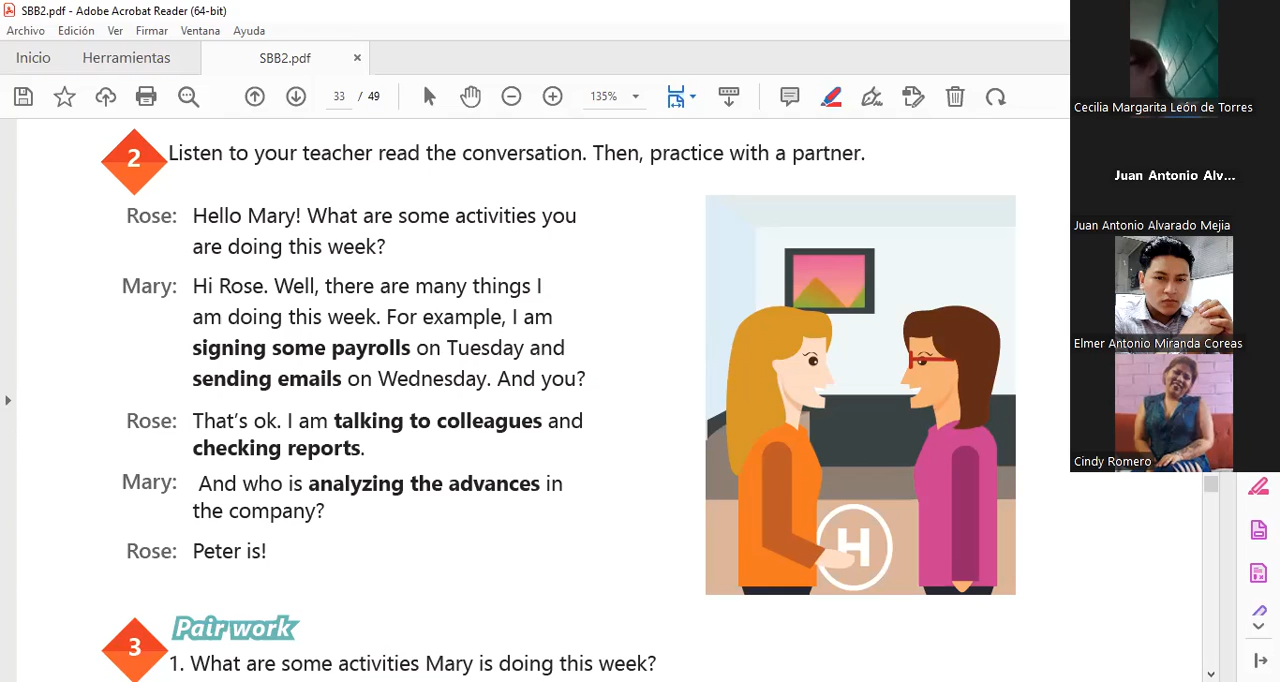 SBB2.pdf - Adobe Acrobat Reader (64-bit)
Archivo Edición Ver Firmar Ventana Ayuda
Inicio Herramientas SBB2.pdf ×
33 / 49 135%
2 Listen to your teacher read the conversation. Then, practice with a partner.
Rose: Hello Mary! What are some activities you
are doing this week?
Mary: Hi Rose. Well, there are many things I
am doing this week. For example, I am
signing some payrolls on Tuesday and
sending emails on Wednesday. And you?
Rose: That's ok. I am talking to colleagues and
checking reports.
Mary: And who is analyzing the advances in
the company?
Rose: Peter is!
H
3 Pair work
1. What are some activities Mary is doing this week?
Cecilia Margarita León de Torres
Juan Antonio Alv...
Juan Antonio Alvarado Mejia
Elmer Antonio Miranda Coreas
Cindy Romero